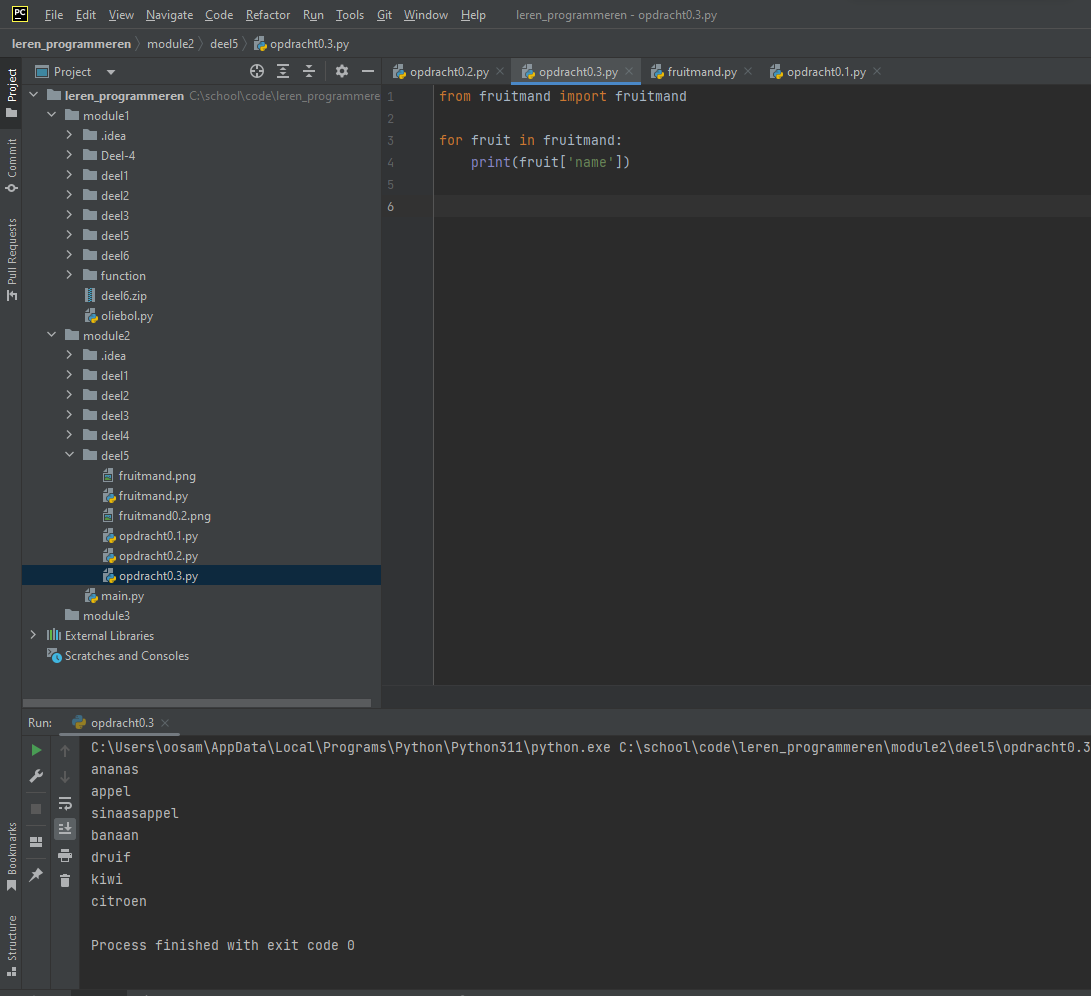 PC File Edit View Navigate Code Refactor Run Tools Git Window Help leren_programmeren - opdracht0.3.py
leren_programmeren module2 deel5 opdracht0.3.py
Project
Project
opdracht0.2.py opdracht0.3.py fruitmand.py opdracht0.1.py
leren_programmeren C:\school\code\leren_programmere
module1
.idea
Deel-4
deel1
deel2
deel3
deel5
deel6
function
deel6.zip
oliebol.py
module2
.idea
deel1
deel2
deel3
deel4
deel5
fruitmand.png
fruitmand.py
fruitmand0.2.png
opdracht0.1.py
opdracht0.2.py
opdracht0.3.py
main.py
module3
External Libraries
Scratches and Consoles
Commit
Pull Requests
1 from fruitmand import fruitmand
2
3 for fruit in fruitmand:
4     print(fruit['name'])
5
6
Run: opdracht0.3
C:\Users\oosam\AppData\Local\Programs\Python\Python311\python.exe C:\school\code\leren_programmeren\module2\deel5\opdracht0.3
ananas
appel
sinaasappel
banaan
druif
kiwi
citroen
Process finished with exit code 0
Bookmarks
Structure